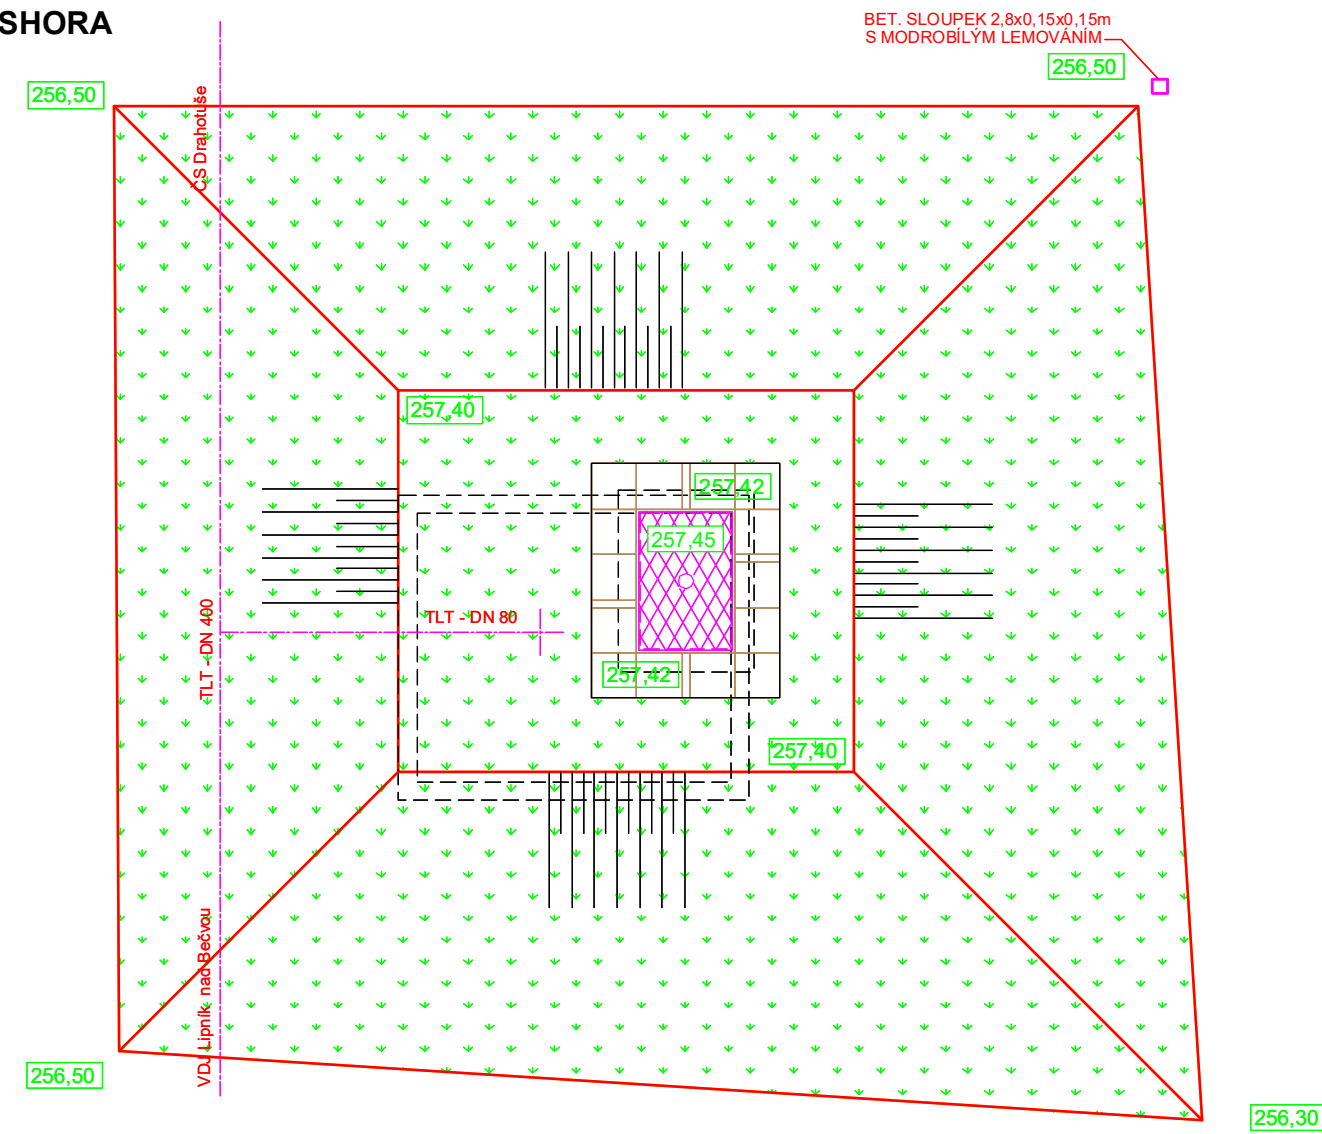 SHORA
BET. SLOUPEK 2,8x0,15x0,15m
S MODROBÍLÝM LEMOVÁNÍM
256,50
256,50
ČS Drahotuše
257,40
257,42
257,45
TLT - DN 80
TLT - DN 400
257,42
257,40
VDJ Lipník nad Bečvou
256,50
256,30